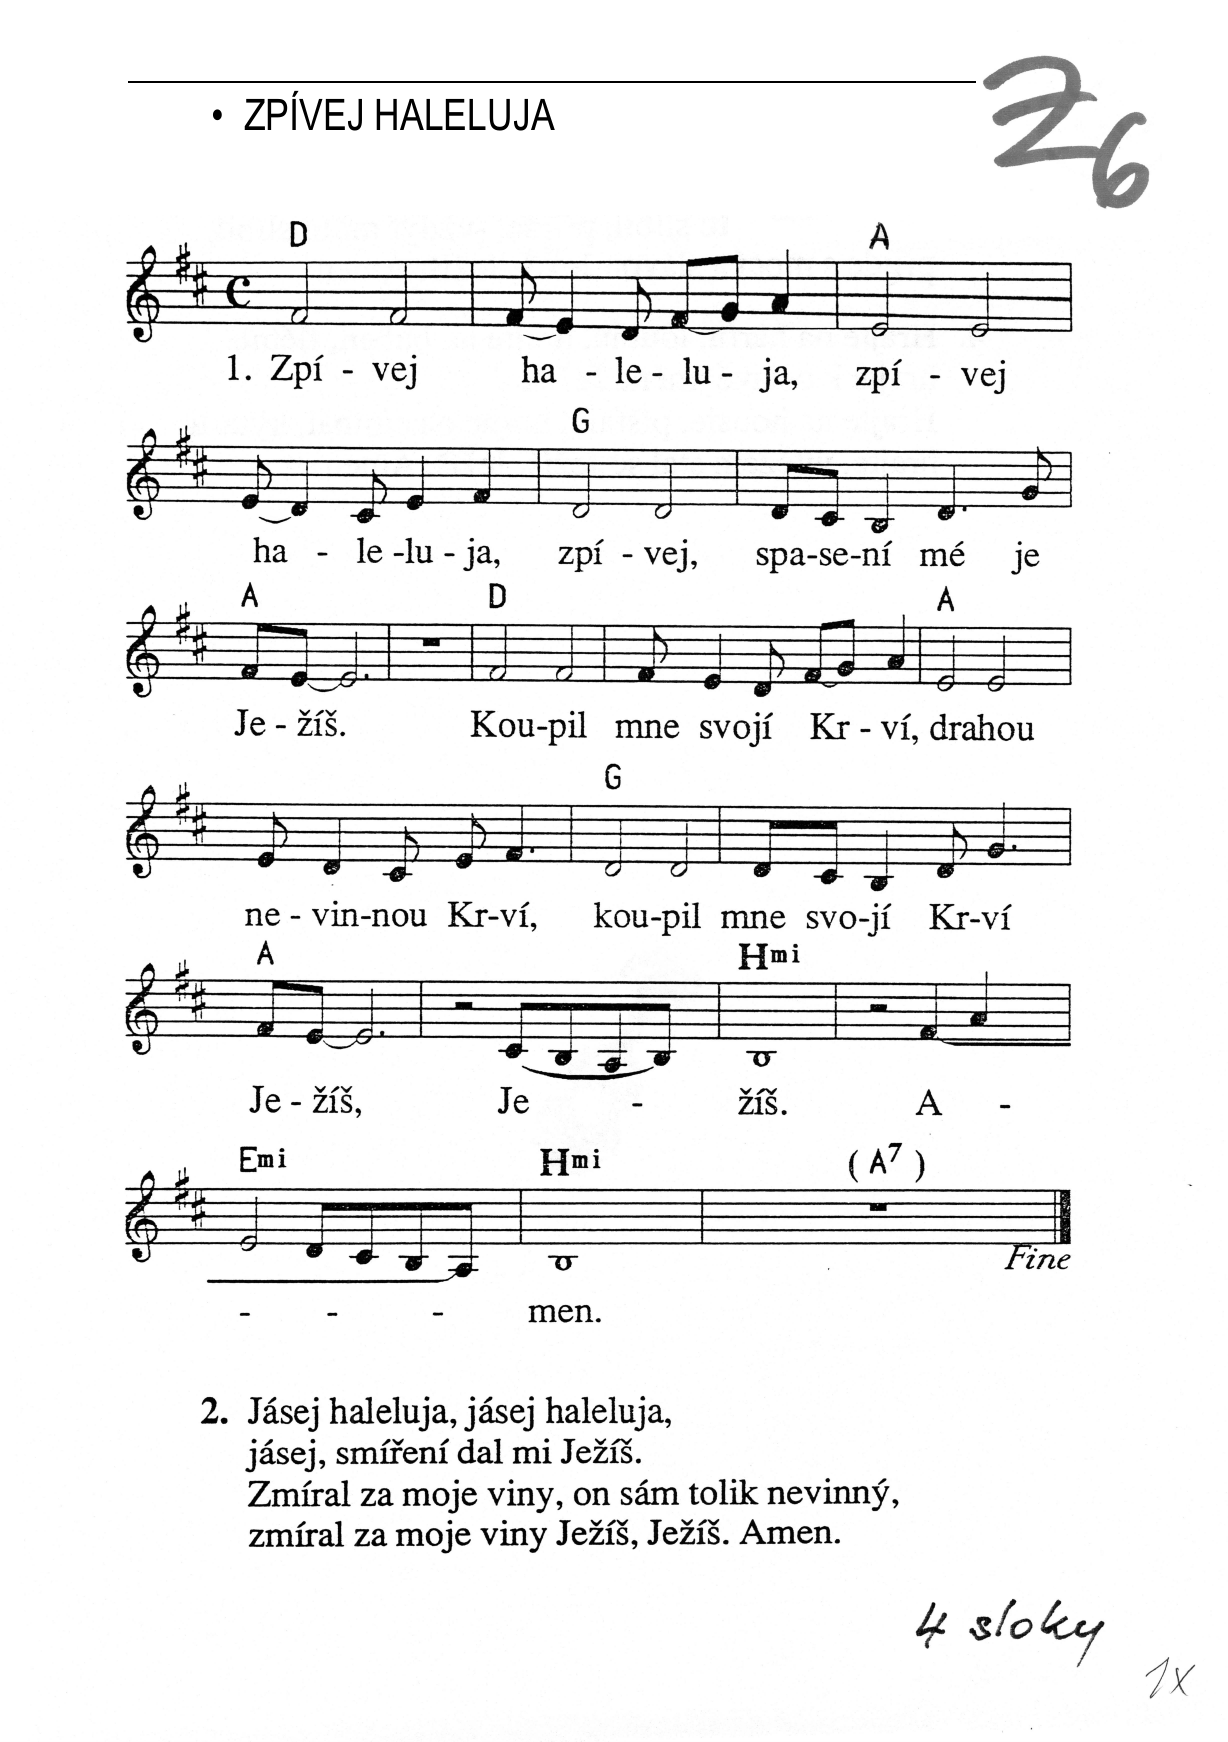 Z6
• ZPÍVEJ HALELUJA
D A
1. Zpí - vej ha - le - lu - ja, zpí - vej
G
ha - le -lu - ja, zpí - vej, spa-se-ní mé je
A D A
Je - žíš. Kou-pil mne svojí Kr - ví, drahou
G
ne - vin-nou Kr-ví, kou-pil mne svo-jí Kr-ví
A Hmi
Je - žíš, Je - žíš. A -
Emi Hmi ( A7 )
Fine
- - - men.
2. Jásej haleluja, jásej haleluja,
jásej, smíření dal mi Ježíš.
Zmíral za moje viny, on sám tolik nevinný,
zmíral za moje viny Ježíš, Ježíš. Amen.
4 sloky
1x